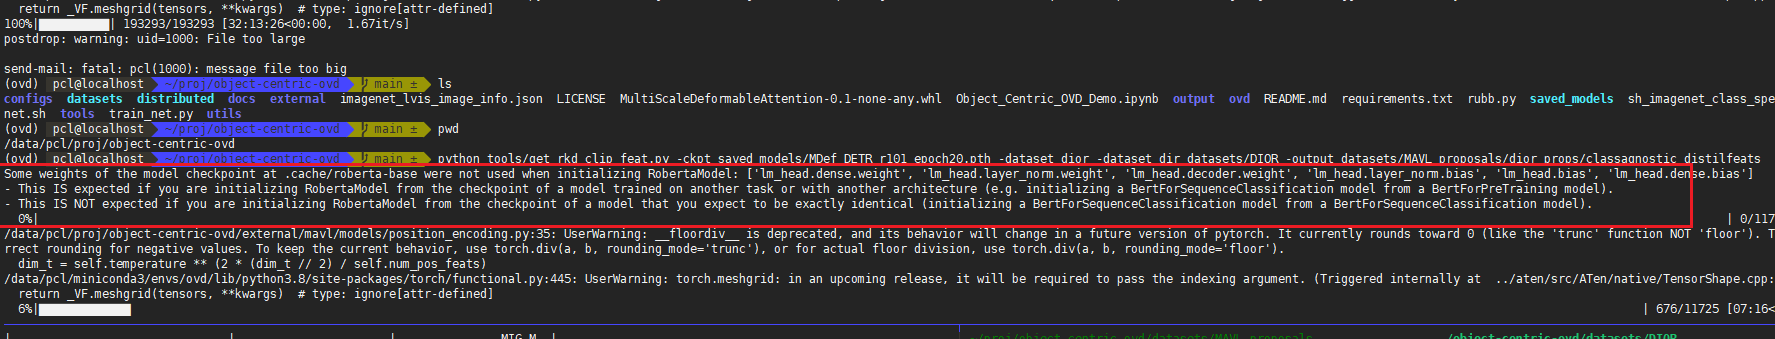 return _VF.meshgrid(tensors, **kwargs)  # type: ignore[attr-defined]
100%| 193293/193293 [32:13:26<00:00,  1.67it/s]
postdrop: warning: uid=1000: File too large
send-mail: fatal: pcl(1000): message file too big
(ovd) pcl@localhost ~/proj/object-centric-ovd main ± ls
configs datasets distributed docs external imagenet_lvis_image_info.json LICENSE MultiScaleDeformableAttention-0.1-none-any.whl Object_Centric_OVD_Demo.ipynb output ovd README.md requirements.txt rubb.py saved_models sh_imagenet_class_spe
net.sh tools train_net.py utils
(ovd) pcl@localhost ~/proj/object-centric-ovd main ± pwd
/data/pcl/proj/object-centric-ovd
(ovd) pcl@localhost ~/proj/object-centric-ovd main ± python tools/get_rkd_clip_feat.py -ckpt saved_models/MDef_DETR_r101_epoch20.pth -dataset dior -dataset_dir datasets/DIOR -output datasets/MAVL_proposals/dior_props/classagnostic_distilfeats
Some weights of the model checkpoint at .cache/roberta-base were not used when initializing RobertaModel: ['lm_head.dense.weight', 'lm_head.layer_norm.weight', 'lm_head.decoder.weight', 'lm_head.layer_norm.bias', 'lm_head.bias', 'lm_head.dense.bias']
- This IS expected if you are initializing RobertaModel from the checkpoint of a model trained on another task or with another architecture (e.g. initializing a BertForSequenceClassification model from a BertForPreTraining model).
- This IS NOT expected if you are initializing RobertaModel from the checkpoint of a model that you expect to be exactly identical (initializing a BertForSequenceClassification model from a BertForSequenceClassification model).
0%| | 0/117
/data/pcl/proj/object-centric-ovd/external/mavl/models/position_encoding.py:35: UserWarning: __floordiv__ is deprecated, and its behavior will change in a future version of pytorch. It currently rounds toward 0 (like the 'trunc' function NOT 'floor'). T
rrect rounding for negative values. To keep the current behavior, use torch.div(a, b, rounding_mode='trunc'), or for actual floor division, use torch.div(a, b, rounding_mode='floor').
dim_t = self.temperature ** (2 * (dim_t // 2) / self.num_pos_feats)
/data/pcl/miniconda3/envs/ovd/lib/python3.8/site-packages/torch/functional.py:445: UserWarning: torch.meshgrid: in an upcoming release, it will be required to pass the indexing argument. (Triggered internally at  ../aten/src/ATen/native/TensorShape.cpp:
return _VF.meshgrid(tensors, **kwargs)  # type: ignore[attr-defined]
6%| | 676/11725 [07:16<